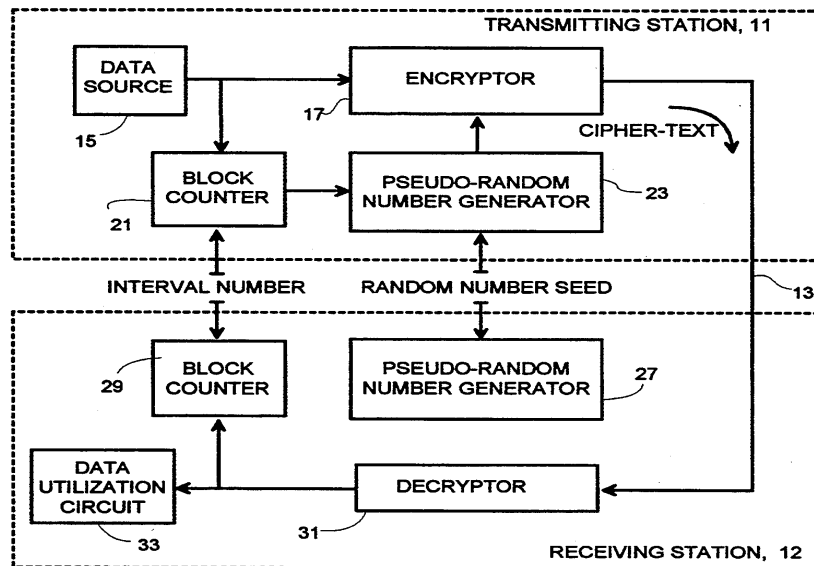 TRANSMITTING STATION, 11
DATA
SOURCE
15
ENCRYPTOR
17
CIPHER-TEXT
BLOCK
COUNTER
21
PSEUDO-RANDOM
NUMBER GENERATOR
23
INTERVAL NUMBER
RANDOM NUMBER SEED
13
29
BLOCK
COUNTER
PSEUDO-RANDOM
NUMBER GENERATOR
27
DATA
UTILIZATION
CIRCUIT
33
DECRYPTOR
31
RECEIVING STATION, 12